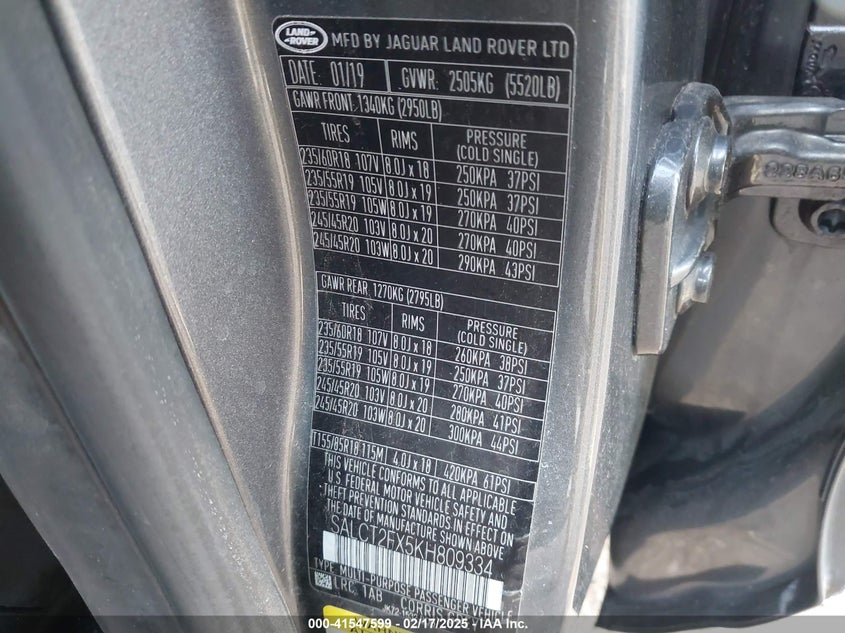 LAND ROVER
MFD BY JAGUAR LAND ROVER LTD
DATE: 01/19 GVWR: 2505KG (5520LB)
GAWR FRONT: 1340KG (2950LB)
TIRES RIMS PRESSURE (COLD SINGLE)
235/60R18 107V 8.0J x 18 250KPA 37PSI
235/55R19 105V 8.0J x 19 250KPA 37PSI
235/55R19 105W 8.0J x 19 270KPA 40PSI
245/45R20 103V 8.0J x 20 270KPA 40PSI
245/45R20 103W 8.0J x 20 290KPA 43PSI
GAWR REAR: 1270KG (2795LB)
TIRES RIMS PRESSURE (COLD SINGLE)
235/60R18 107V 8.0J x 18 260KPA 38PSI
235/55R19 105V 8.0J x 19 250KPA 37PSI
235/55R19 105W 8.0J x 19 270KPA 40PSI
245/45R20 103V 8.0J x 20 280KPA 41PSI
245/45R20 103W 8.0J x 20 300KPA 44PSI
T155/85R18 115M 4.0J x 18 420KPA 61PSI
THIS VEHICLE CONFORMS TO ALL APPLICABLE
U.S FEDERAL MOTOR VEHICLE SAFETY AND
THEFT PREVENTION STANDARDS IN EFFECT ON
THE DATE OF MANUFACTURE SHOWN ABOVE
SALCT2FX5KH809334
TYPE: MULTI-PURPOSE PASSENGER VEHICLE
LRC: 1AB CORRIS
000-41547599 - 02/17/2025 - IAAI.COM